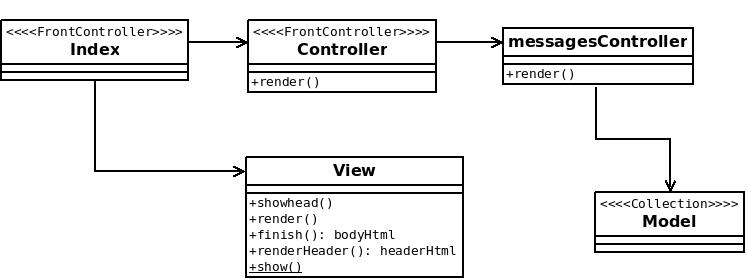 <<<<FrontController>>>>
Index
<<<<FrontController>>>>
Controller
+render()
messagesController
+render()
View
+showhead()
+render()
+finish(): bodyHtml
+renderHeader(): headerHtml
+show()
<<<<Collection>>>>
Model